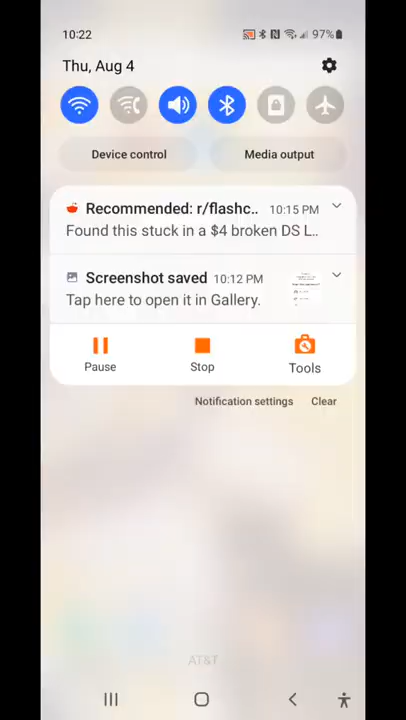 10:22
97%
Thu, Aug 4
Device control
Media output
Recommended: r/flashc.. 10:15 PM
Found this stuck in a $4 broken DS L..
Screenshot saved 10:12 PM
Tap here to open it in Gallery.
Pause
Stop
Tools
Notification settings
Clear
AT&T